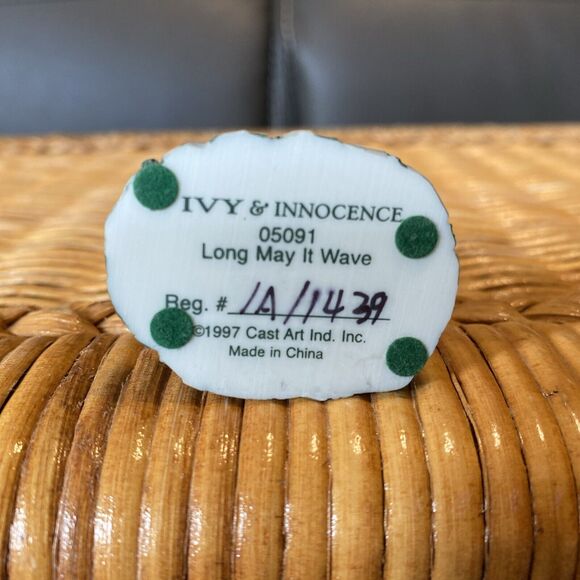 IVY & INNOCENCE
05091
Long May It Wave
Reg. # 1A/1439
©1997 Cast Art Ind. Inc.
Made in China